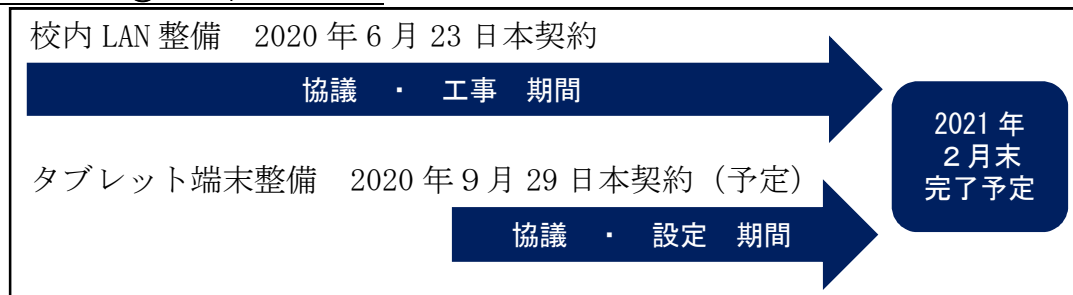 校内 LAN 整備　2020 年 6 月 23 日本契約
協議　・　工事　期間
タブレット端末整備　2020 年 9 月 29 日本契約（予定）
協議　・　設定　期間
2021 年
２月末
完了予定